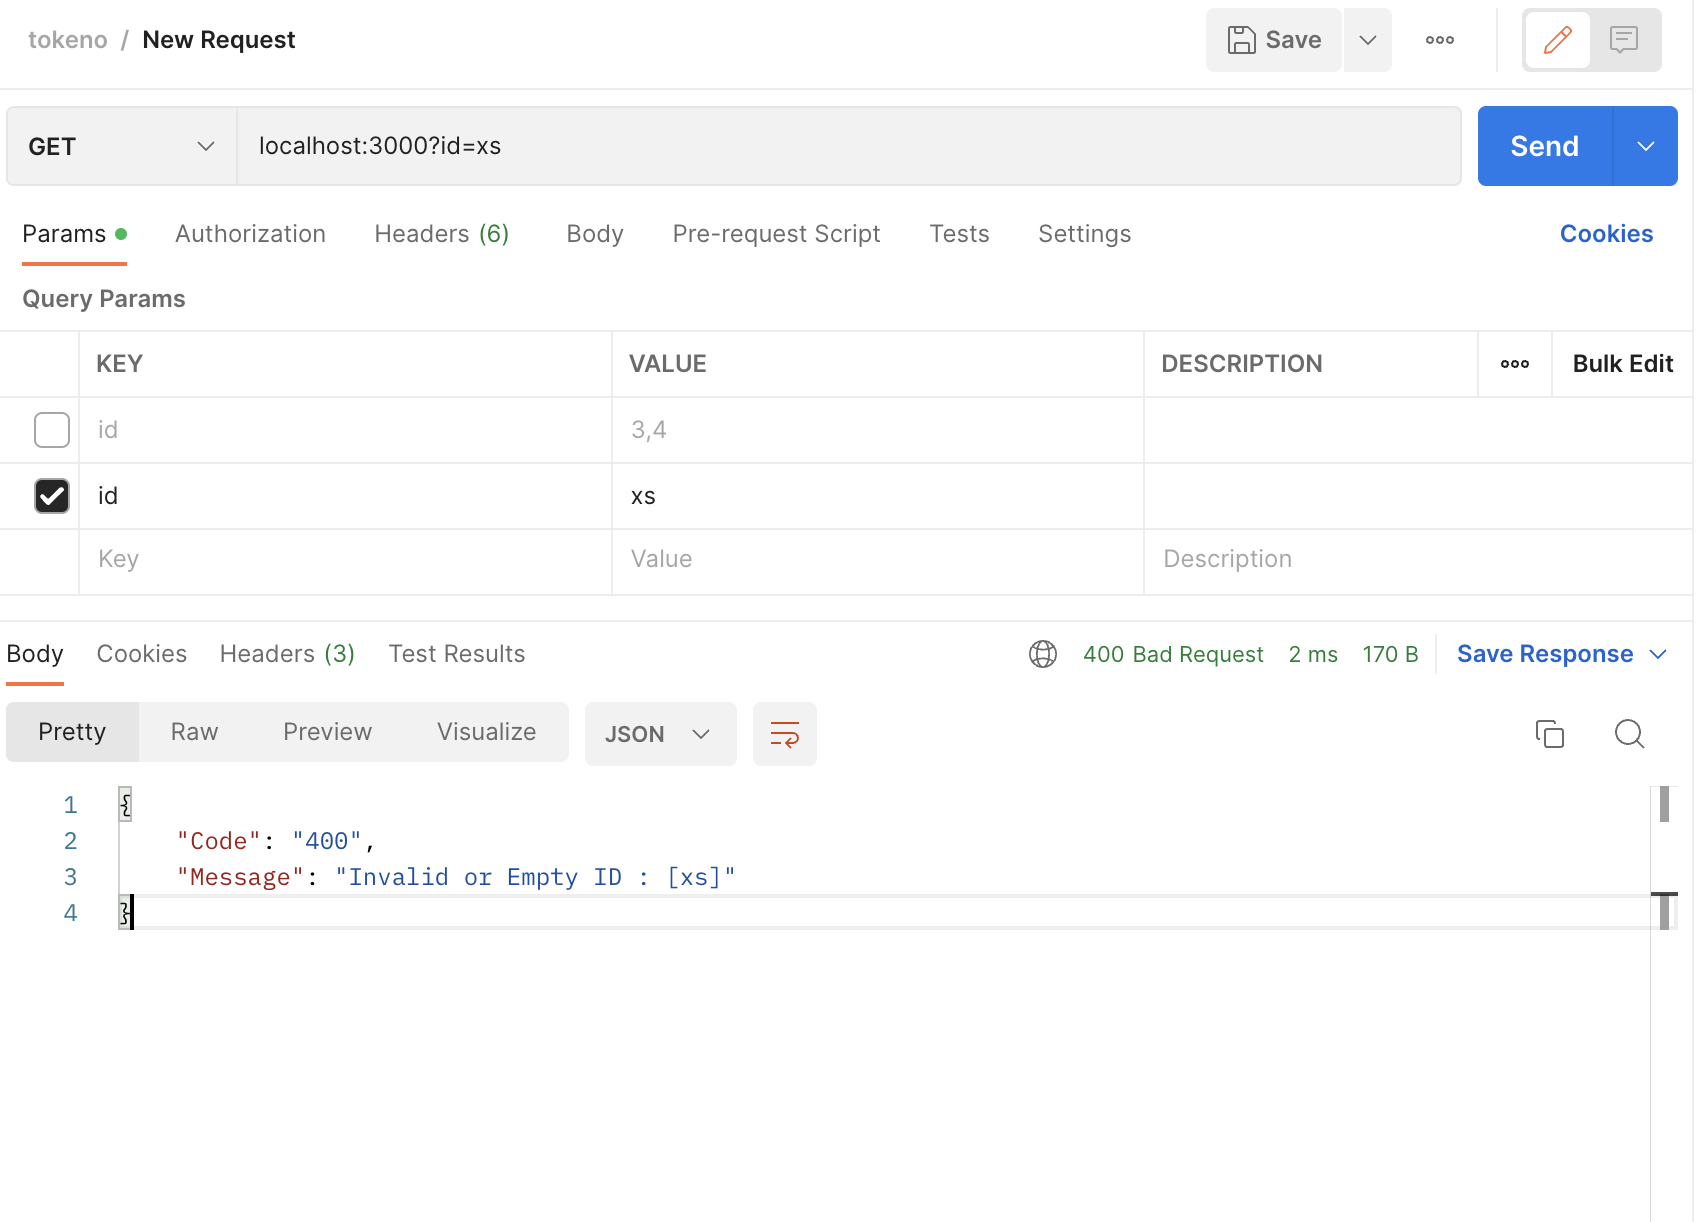 tokeno / New Request
Save
GET
localhost:3000?id=xs
Send
Params Authorization Headers (6) Body Pre-request Script Tests Settings Cookies
Query Params
KEY VALUE DESCRIPTION Bulk Edit
id 3,4
id xs
Key Value Description
Body Cookies Headers (3) Test Results 400 Bad Request 2 ms 170 B Save Response
Pretty Raw Preview Visualize JSON
1 {
2 "Code": "400",
3 "Message": "Invalid or Empty ID : [xs]"
4 }